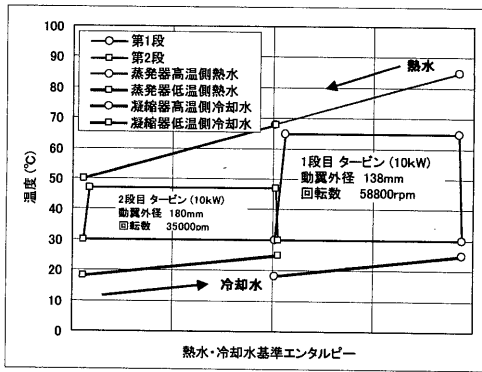 100
90
80
70
60
50
40
30
20
10
0
温度(℃)
第1段
第2段
蒸発器高温側熱水
蒸発器低温側熱水
凝縮器高温側冷却水
凝縮器低温側冷却水
熱水
1段目 タービン(10kW)
動翼外径 138mm
回転数 58800rpm
2段目 タービン(10kW)
動翼外径 180mm
回転数 35000pm
冷却水
熱水・冷却水基準エンタルピー